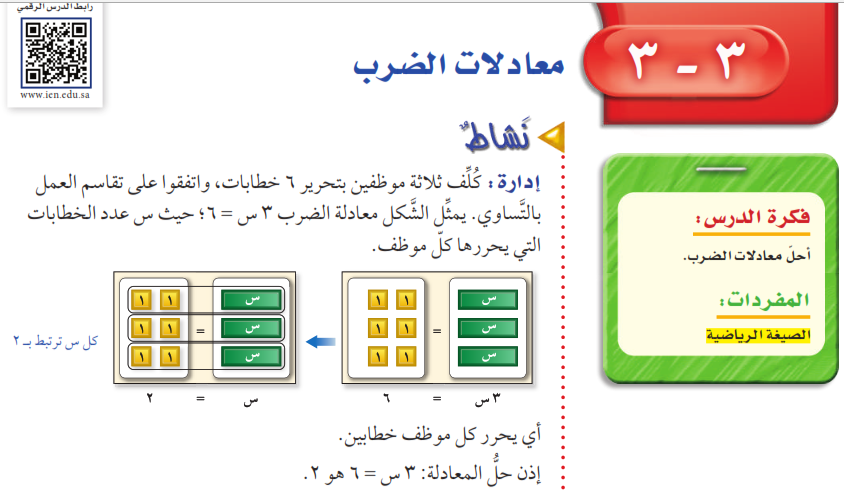 رابط الدرس الرقمي
www.ien.edu.sa
٣ - ٣
معادلات الضرب
نَشاطٌ
إدارة: كُلِّف ثلاثة موظفين بتحرير ٦ خطابات، واتفقوا على تقاسم العمل
بالتَّساوي. يمثِّل الشَّكل معادلة الضرب ٣ س = ٦؛ حيث س عدد الخطابات
التي يحررها كلّ موظف.
س = ١ ١
س = ١ ١
س = ١ ١
٣ س = ٦
س = ١ ١
س = ١ ١
س = ١ ١
س = ٢
كل س ترتبط بـ ٢
أي يحرر كل موظف خطابين.
إذن حلُّ المعادلة: ٣ س = ٦ هو ٢.
فكرة الدرس:
أحلّ معادلات الضرب.
المفردات:
الصيغة الرياضية